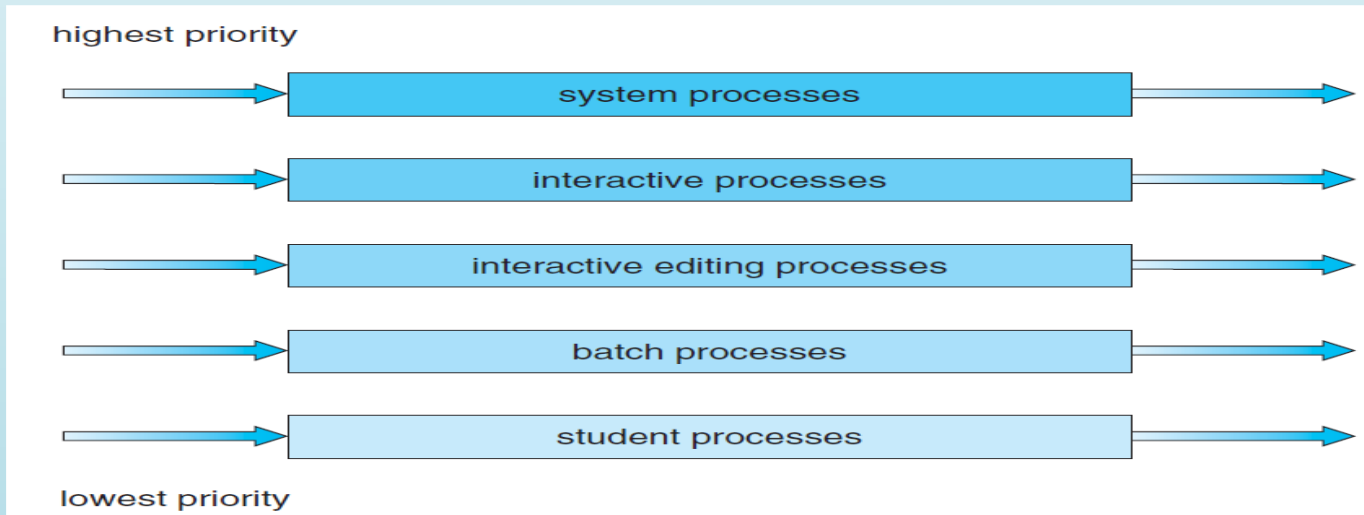 highest priority
system processes
interactive processes
interactive editing processes
batch processes
student processes
lowest priority